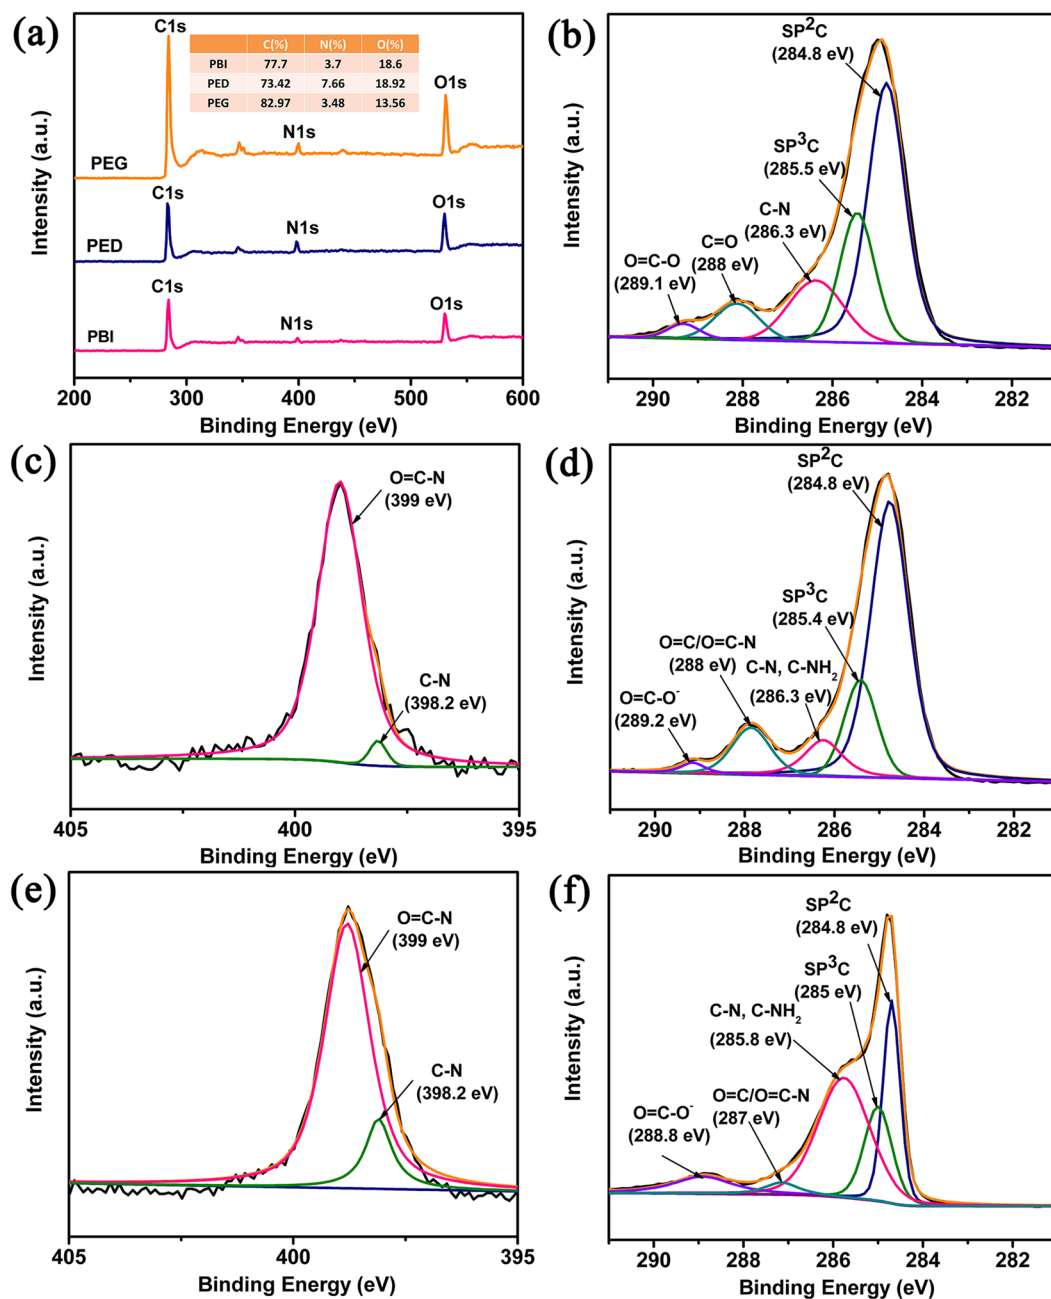 (a)
C1s
C(%) N(%) O(%)
PBI 77.7 3.7 18.6
PED 73.42 7.66 18.92
PEG 82.97 3.48 13.56
O1s
N1s
PEG
C1s
O1s
N1s
PED
C1s
O1s
N1s
PBI
200 300 400 500 600
Binding Energy (eV)
Intensity (a.u.)
(b)
SP²C
(284.8 eV)
SP³C
(285.5 eV)
C-N
(286.3 eV)
C=O
(288 eV)
O=C-O
(289.1 eV)
290 288 286 284 282
Binding Energy (eV)
Intensity (a.u.)
(c)
O=C-N
(399 eV)
C-N
(398.2 eV)
405 400 395
Binding Energy (eV)
Intensity (a.u.)
(d)
SP²C
(284.8 eV)
SP³C
(285.4 eV)
O=C/O=C-N
(288 eV)
C-N, C-NH₂
(286.3 eV)
O=C-O⁻
(289.2 eV)
290 288 286 284 282
Binding Energy (eV)
Intensity (a.u.)
(e)
O=C-N
(399 eV)
C-N
(398.2 eV)
405 400 395
Binding Energy (eV)
Intensity (a.u.)
(f)
SP²C
(284.8 eV)
SP³C
(285 eV)
C-N, C-NH₂
(285.8 eV)
O=C/O=C-N
(287 eV)
O=C-O⁻
(288.8 eV)
290 288 286 284 282
Binding Energy (eV)
Intensity (a.u.)